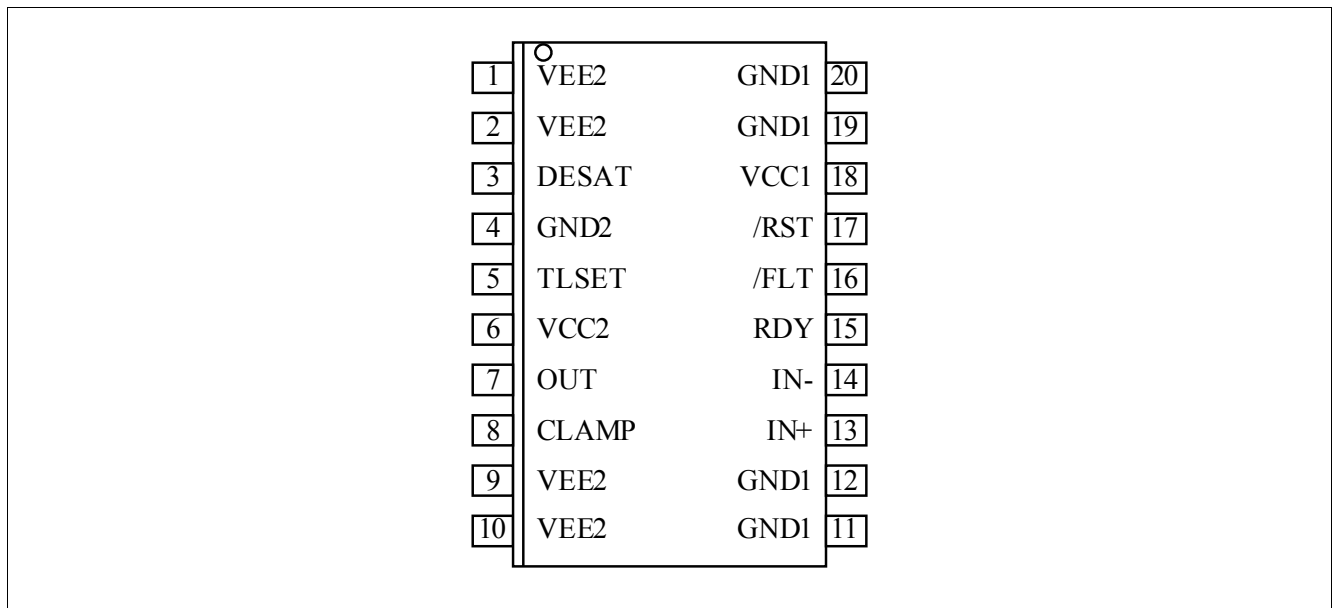 1 VEE2 GND1 20
2 VEE2 GND1 19
3 DESAT VCC1 18
4 GND2 /RST 17
5 TLSET /FLT 16
6 VCC2 RDY 15
7 OUT IN- 14
8 CLAMP IN+ 13
9 VEE2 GND1 12
10 VEE2 GND1 11